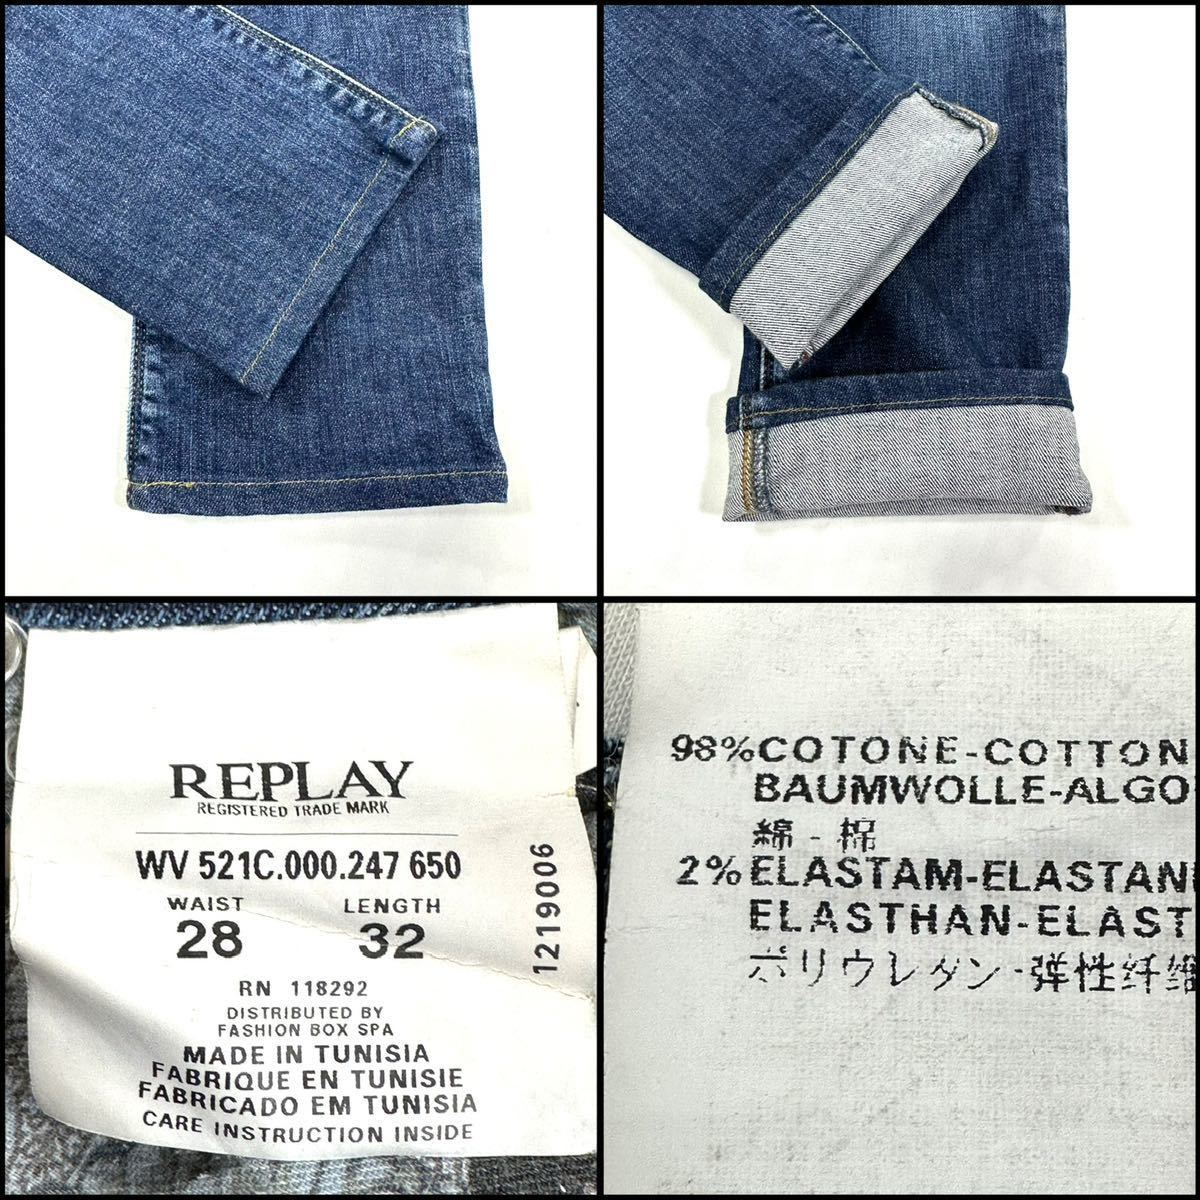 REPLAY
REGISTERED TRADE MARK
WV 521C.000.247 650
WAIST LENGTH
28 32
RN 118292
DISTRIBUTED BY
FASHION BOX SPA
MADE IN TUNISIA
FABRIQUE EN TUNISIE
FABRICADO EM TUNISIA
CARE INSTRUCTION INSIDE
1219006
98%COTONE-COTTON
BAUMWOLLE-ALGO
綿-棉
2%ELASTAM-ELASTAN
ELASTHAN-ELAST
ポリウレタン-弹性纤维